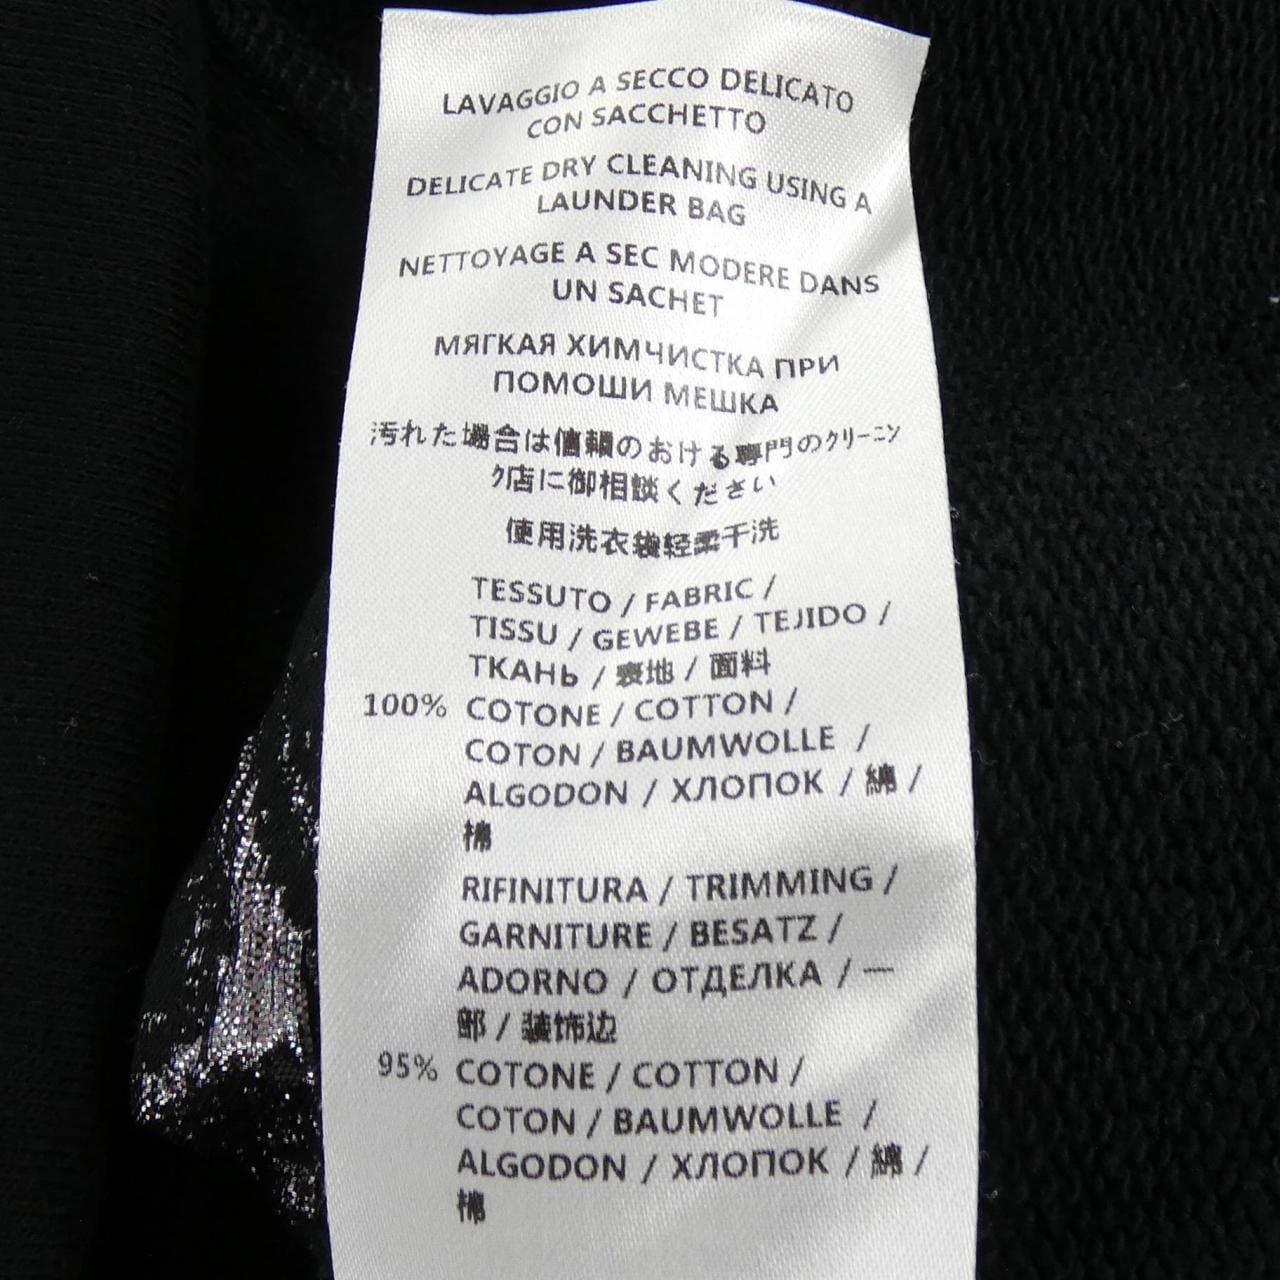 LAVAGGIO A SECCO DELICATO
CON SACCHETTO
DELICATE DRY CLEANING USING A
LAUNDER BAG
NETTOYAGE A SEC MODERE DANS
UN SACHET
МЯГКАЯ ХИМЧИСТКА ПРИ
ПОМОШИ МЕШКА
汚れた場合は信頼のおける専門のクリーニン
ク店に御相談ください
使用洗衣袋轻柔干洗
TESSUTO / FABRIC /
TISSU / GEWEBE / TEJIDO /
ТКАНЬ / 表地 / 面料
100% COTONE / COTTON /
COTON / BAUMWOLLE /
ALGODON / ХЛОПОК / 綿 /
棉
RIFINITURA / TRIMMING /
GARNITURE / BESATZ /
ADORNO / ОТДЕЛКА / 一
部 / 装饰边
95% COTONE / COTTON /
COTON / BAUMWOLLE /
ALGODON / ХЛОПОК / 綿 /
棉